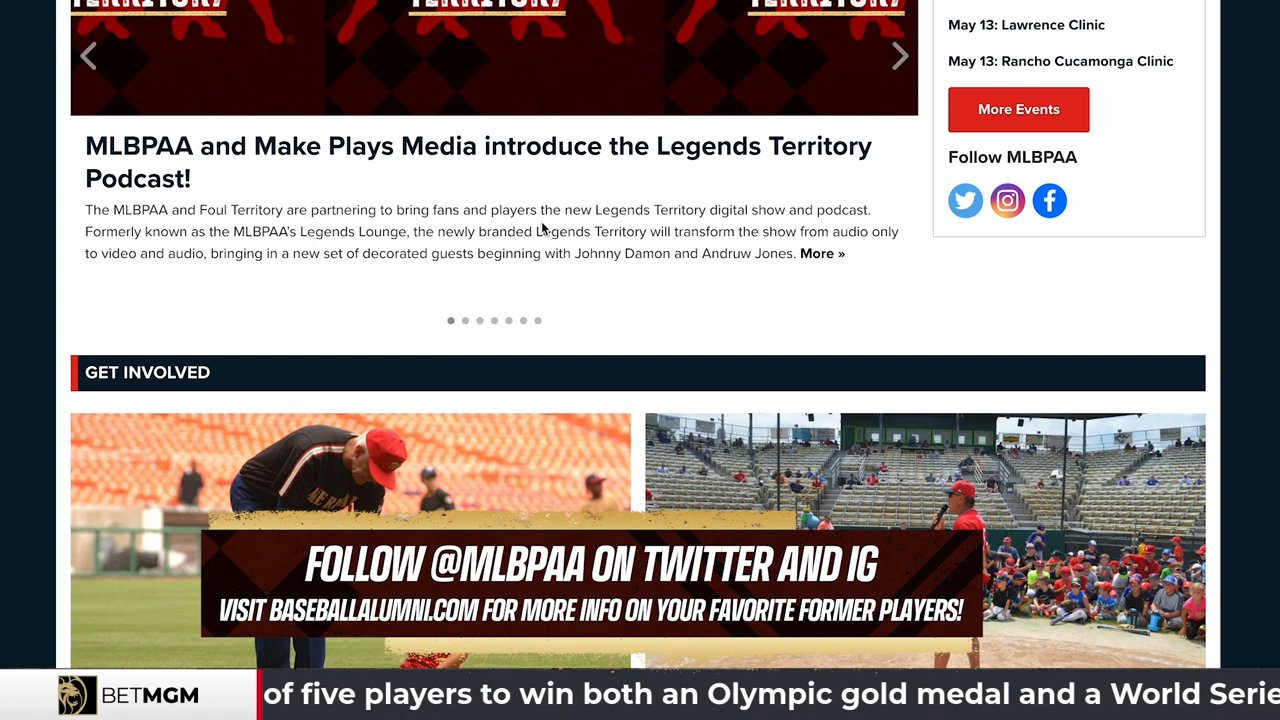 TERRITORY TERRITORY TERRITORY
May 13: Lawrence Clinic
May 13: Rancho Cucamonga Clinic
More Events
Follow MLBPAA
MLBPAA and Make Plays Media introduce the Legends Territory
Podcast!
The MLBPAA and Foul Territory are partnering to bring fans and players the new Legends Territory digital show and podcast.
Formerly known as the MLBPAA's Legends Lounge, the newly branded Legends Territory will transform the show from audio only
to video and audio, bringing in a new set of decorated guests beginning with Johnny Damon and Andruw Jones. More »
GET INVOLVED
FOLLOW @MLBPAA ON TWITTER AND IG
VISIT BASEBALLALUMNI.COM FOR MORE INFO ON YOUR FAVORITE FORMER PLAYERS!
BETMGM
of five players to win both an Olympic gold medal and a World Serie